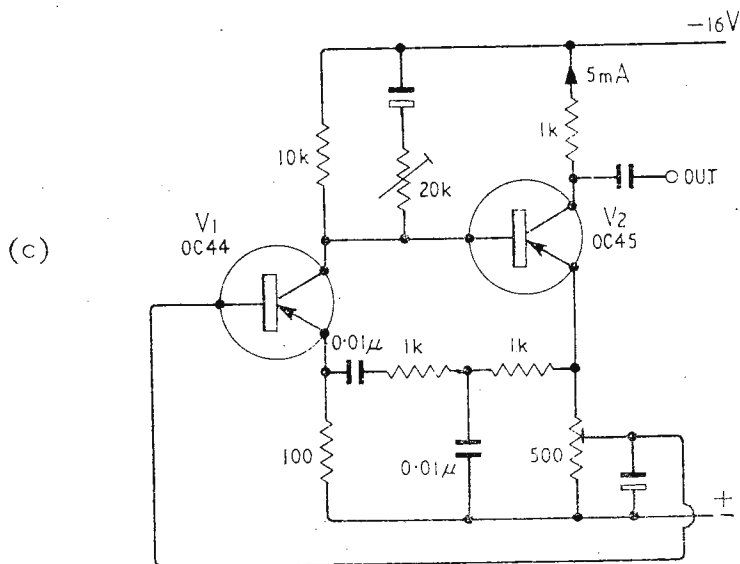 −16V
5mA
1k
10k
20k
OUT
V1
OC44
V2
OC45
(c)
0·01μ
1k
1k
100
0·01μ
500
+
−